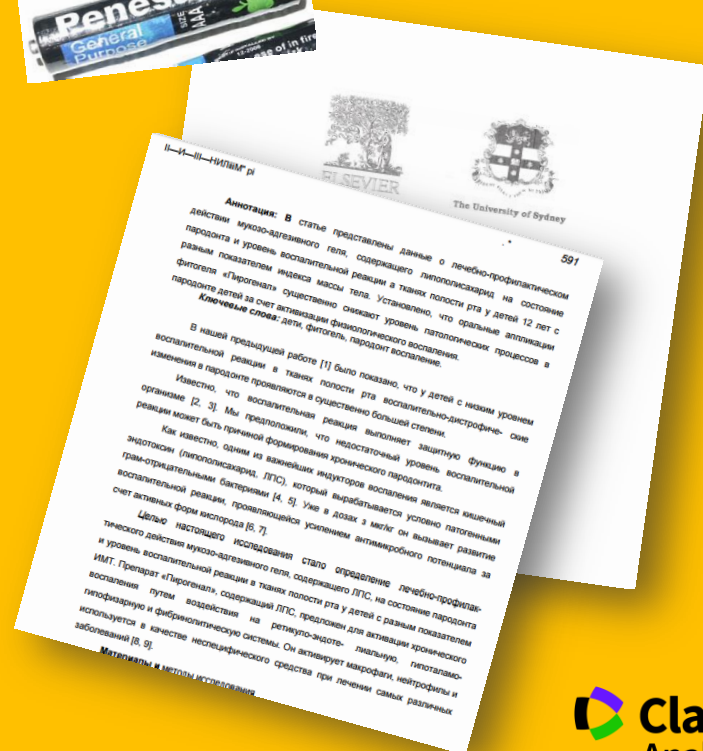 Renes
General
Purpose
SIZE
AAA
12-2006
ose of in fire
ELSEVIER
The University of Sydney
591
Аннотация: В статье представлены данные о лечебно-профилактическом
действии мукозо-адгезивного геля, содержащего липополисахарид на состояние
пародонта и уровень воспалительной реакции а тканях полости рта у детей 12 лет с
разным показателем индекса массы тела. Установлено, что оральные аппликации
фитогеля «Пирогенал» существенно снижают уровень патологических процессов в
пародонте детей за счет активизации физиологического воспаления.
Ключевые слова: дети, фитогель, пародонт воспаление.
В нашей предыдущей работе [1] было показано, что у детей с низким уровнем
воспалительной реакции в тканях полости рта воспалительно-дистрофиче- ские
изменения в пародонте проявляются в существенно большей степени.
Известно, что воспалительная реакция выполняет защитную функцию в
организме [2, 3]. Мы предположили, что недостаточный уровень воспалительной
реакции может быть причиной формирования хронического пародонтита.
Как известно, одним из важнейших индукторов воспаления является кишечный
эндотоксин (липополисахарид, ЛПС), который вырабатывается условно патогенными
грам-отрицательными бактериями [4, 5]. Уже в дозах з мкг/кг он вызывает развитие
воспалительной реакции, проявляющейся усилением антимикробного потенциала за
счет активных форм кислорода [6, 7].
Целью настоящего исследования стало определение лечебно-профилак-
тического действия мукозо-адгезивного геля, содержащего ЛПС, на состояние пародонта
и уровень воспалительной реакции в тканях полости рта у детей с разным показателем
ИМТ. Препарат «Пирогенал», содержащий ЛПС, предложен для активации хронического
воспаления путем воздействия на ретикуло-эндоте- лиальную, гипоталамо-
гипофизарную и фибринолитическую системы. Он активирует макрофаги, нейтрофилы и
используется в качестве неспецифического средства при лечении самых различных
заболеваний [8, 9].
Материалы и методы исследования
Cla